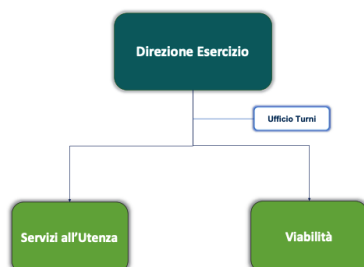 Direzione Esercizio
Ufficio Turni
Servizi all'Utenza
Viabilità